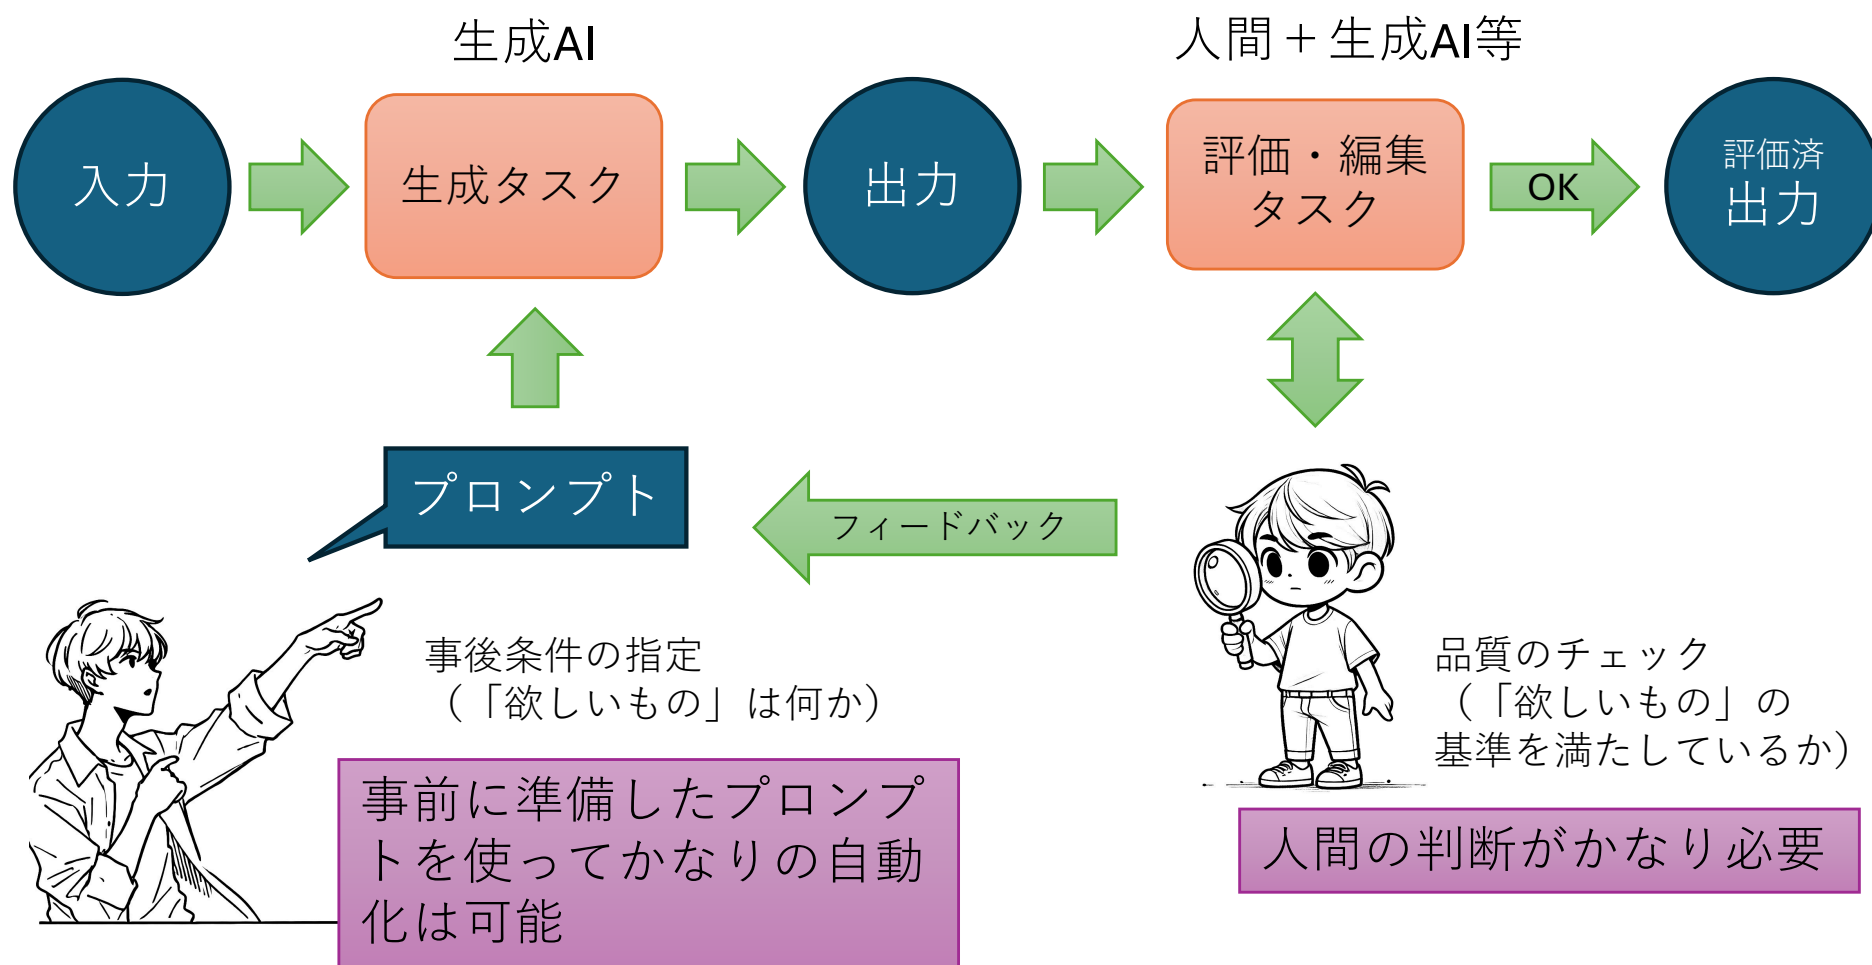 生成AI
人間＋生成AI等
入力
生成タスク
出力
評価・編集
タスク
OK
評価済
出力
プロンプト
フィードバック
事後条件の指定
（「欲しいもの」は何か）
品質のチェック
（「欲しいもの」の
基準を満たしているか）
事前に準備したプロンプ
トを使ってかなりの自動
化は可能
人間の判断がかなり必要